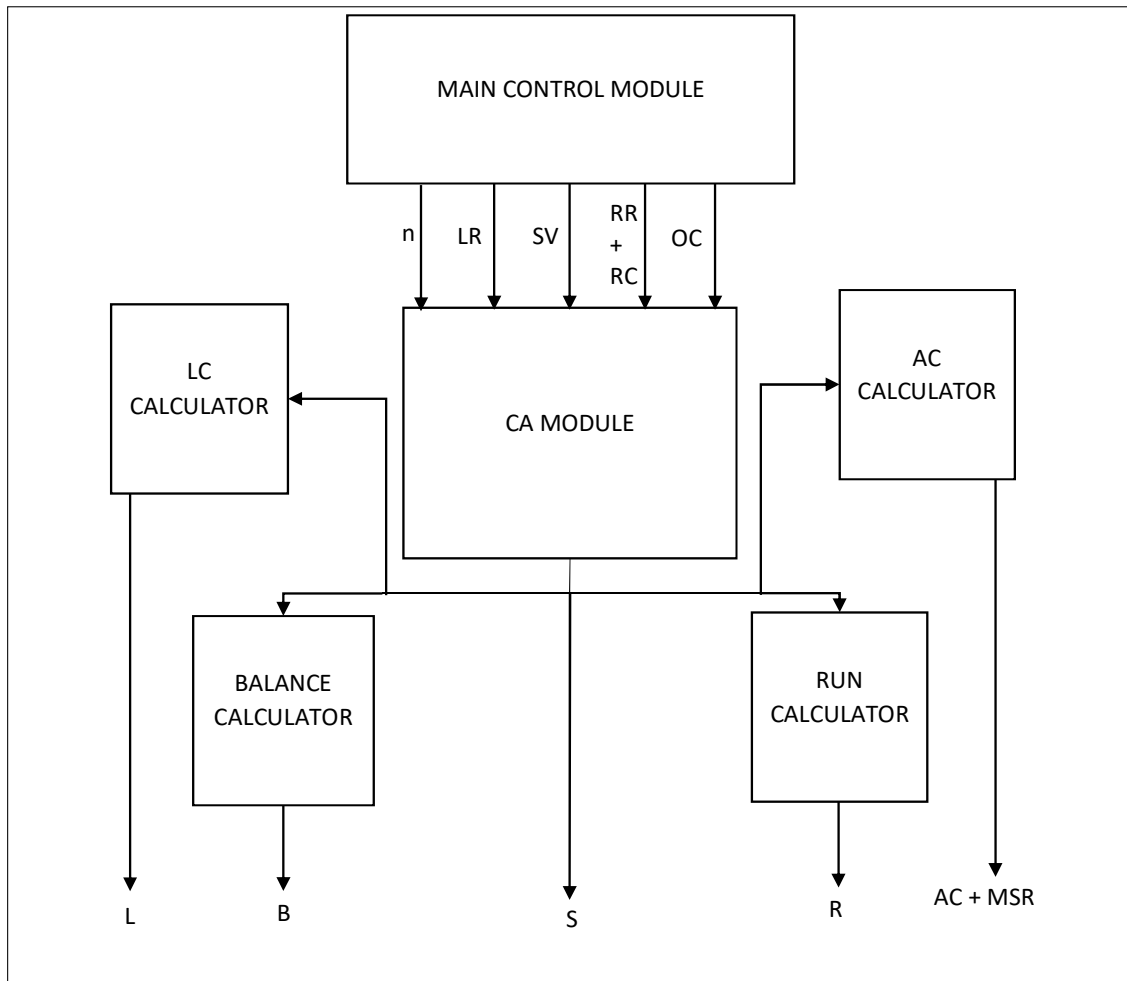 MAIN CONTROL MODULE
n
LR
SV
RR
+
RC
OC
LC
CALCULATOR
CA MODULE
AC
CALCULATOR
BALANCE
CALCULATOR
RUN
CALCULATOR
L
B
S
R
AC + MSR